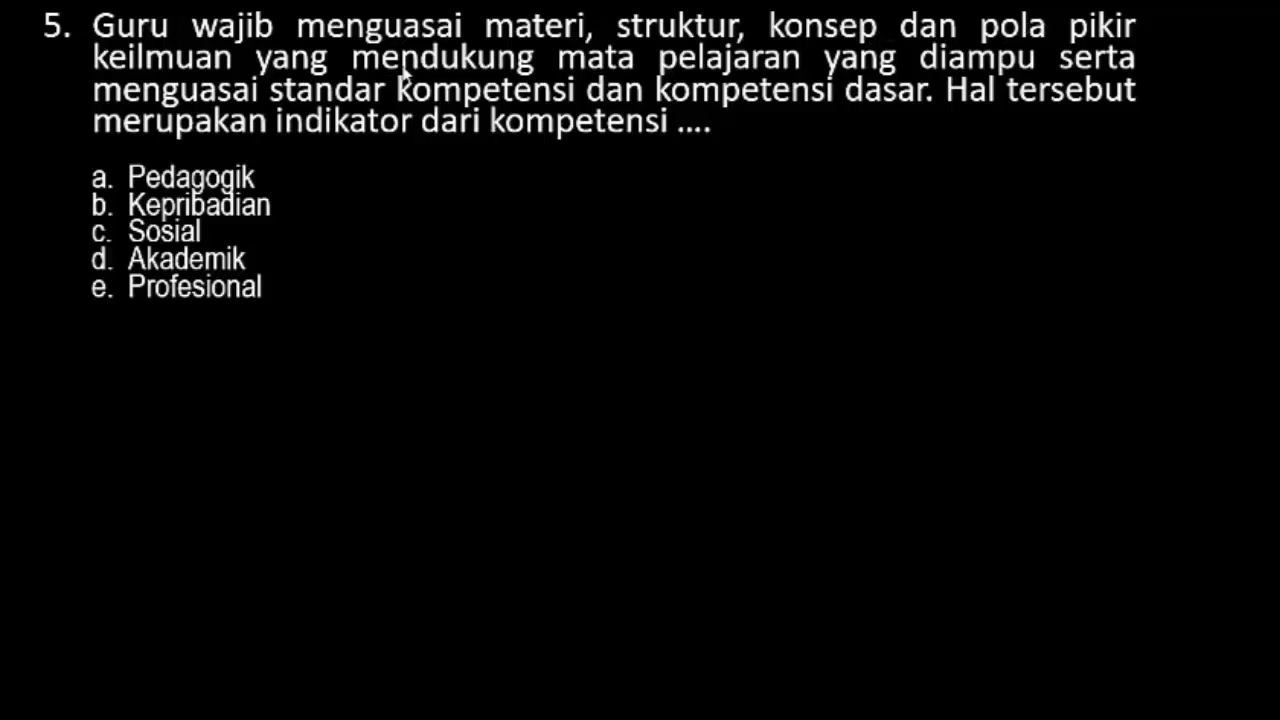 5. Guru wajib menguasai materi, struktur, konsep dan pola pikir
keilmuan yang mendukung mata pelajaran yang diampu serta
menguasai standar kompetensi dan kompetensi dasar. Hal tersebut
merupakan indikator dari kompetensi ....
a. Pedagogik
b. Kepribadian
c. Sosial
d. Akademik
e. Profesional